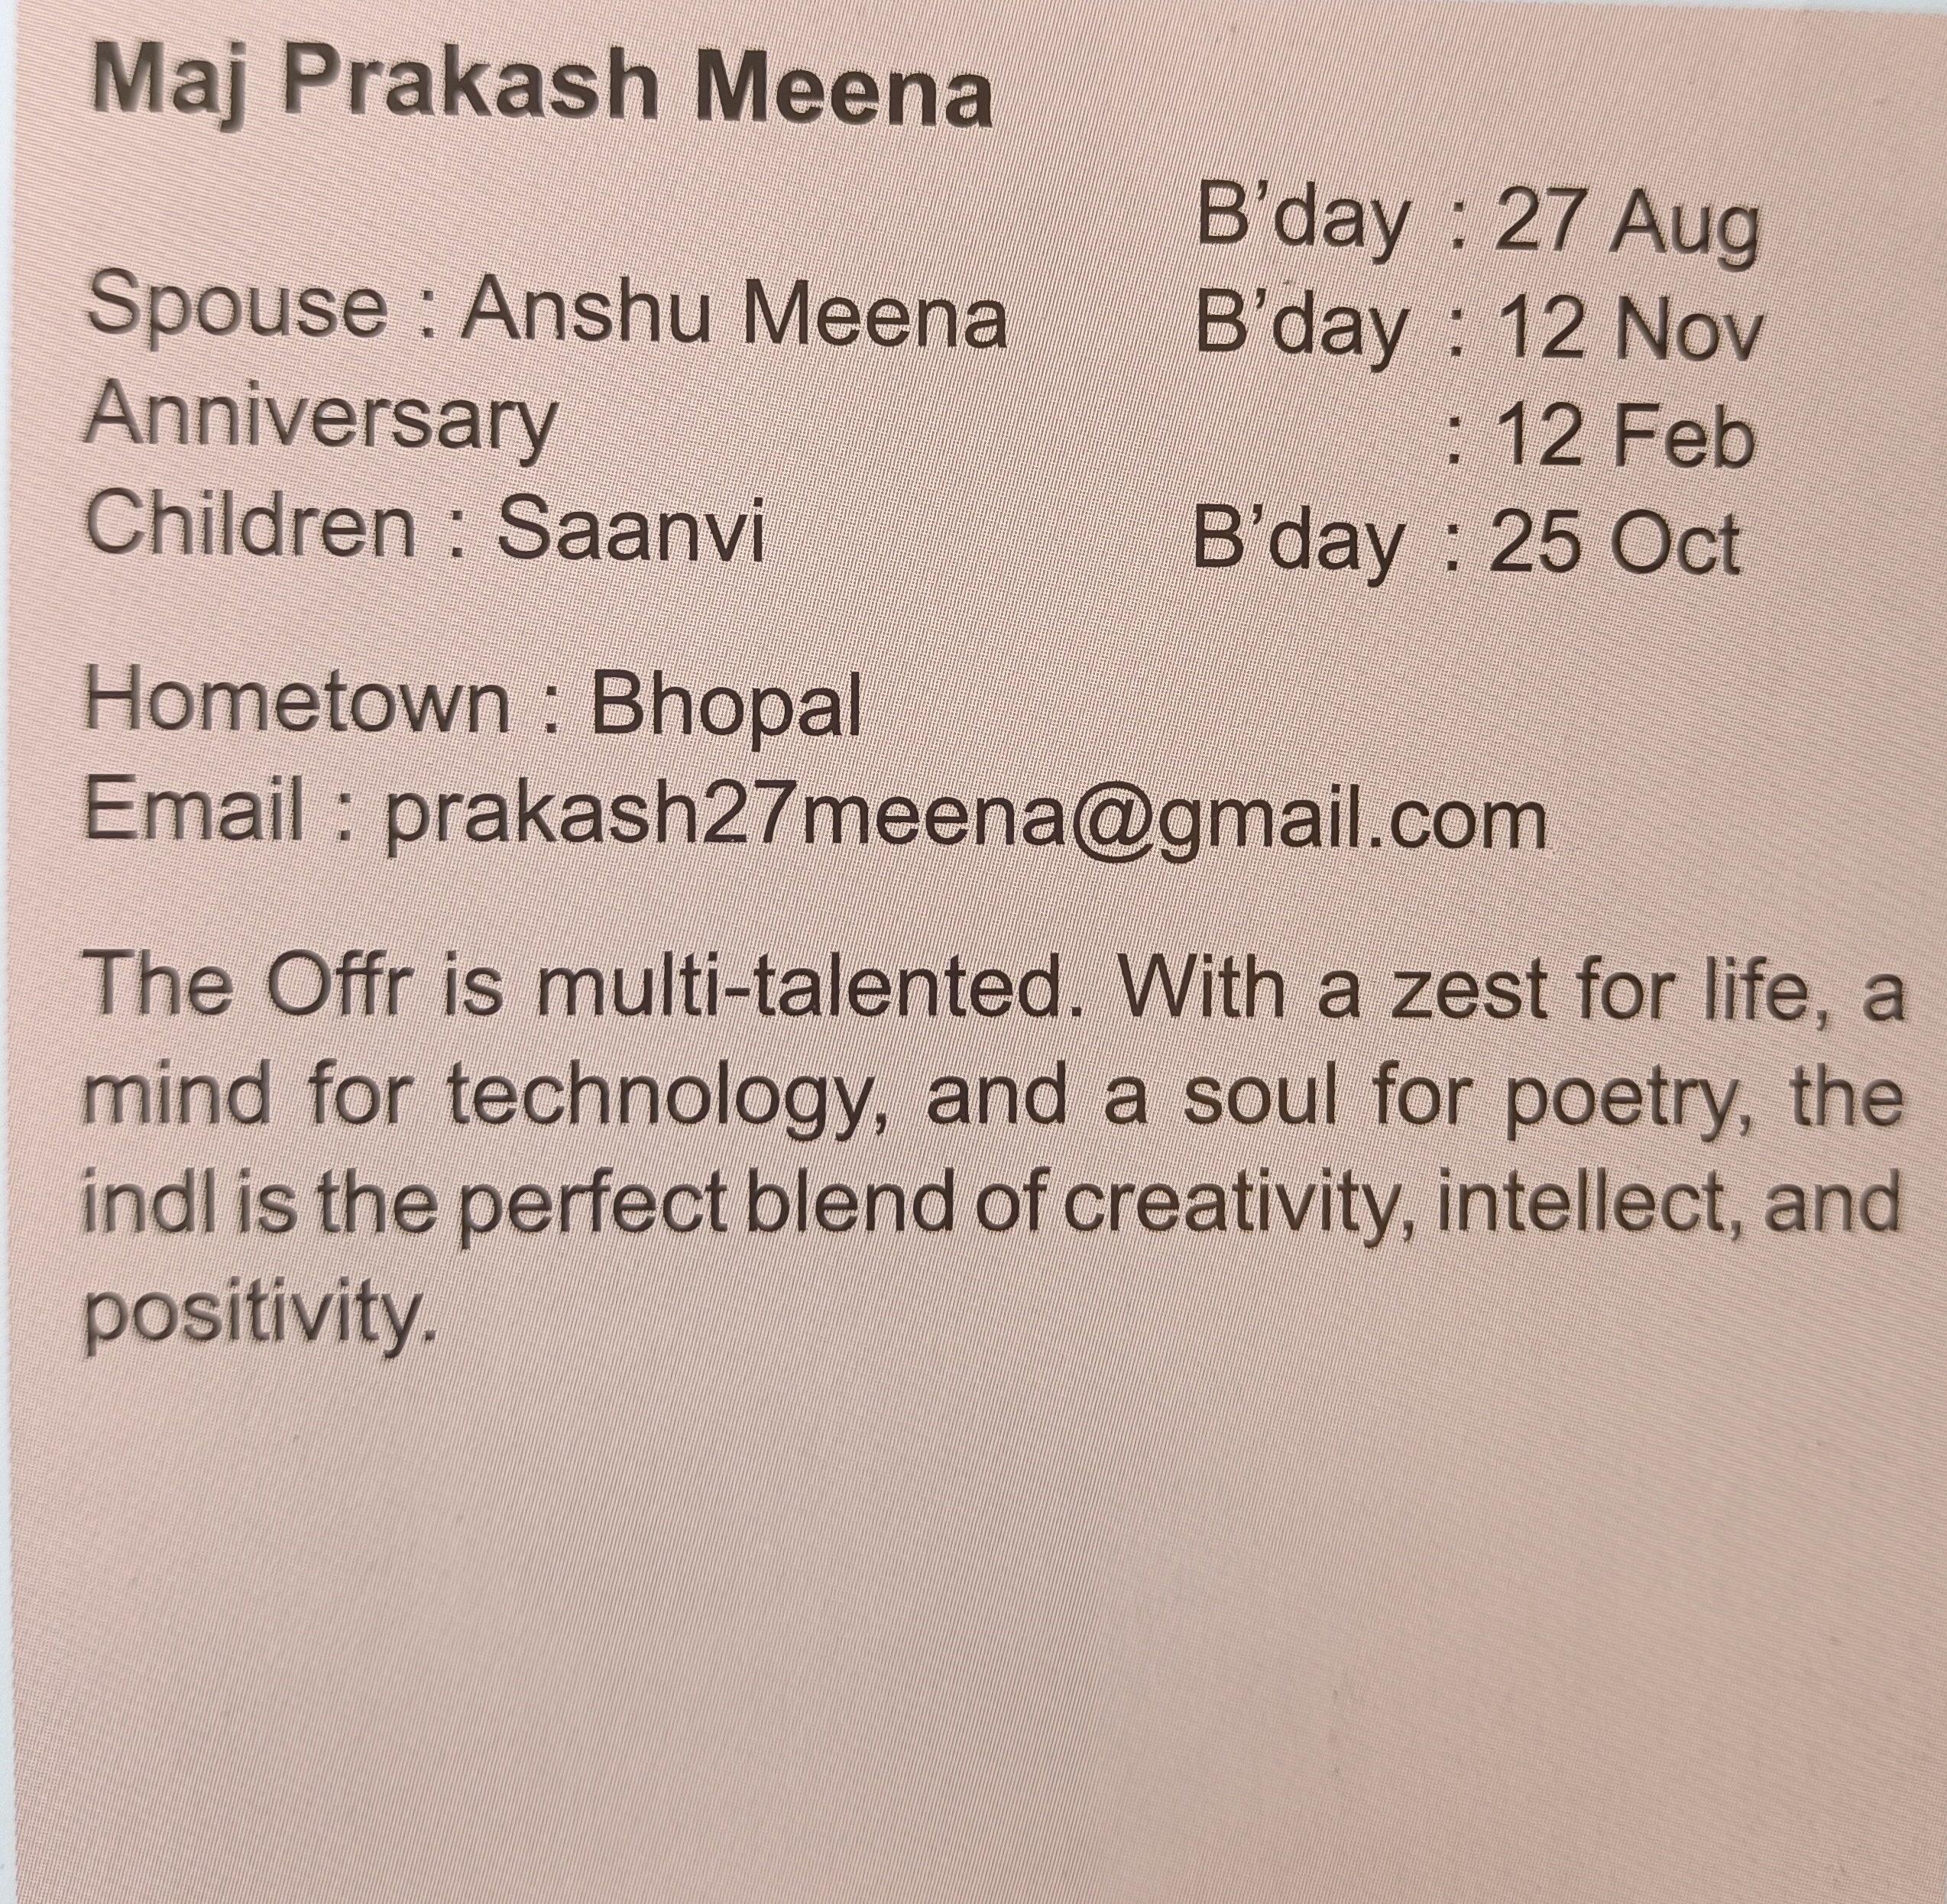 Maj Prakash Meena
B’day : 27 Aug
Spouse : Anshu Meena B’day : 12 Nov
Anniversary : 12 Feb
Children : Saanvi B’day : 25 Oct
Hometown : Bhopal
Email : prakash27meena@gmail.com
The Offr is multi-talented. With a zest for life, a
mind for technology, and a soul for poetry, the
indl is the perfect blend of creativity, intellect, and
positivity.